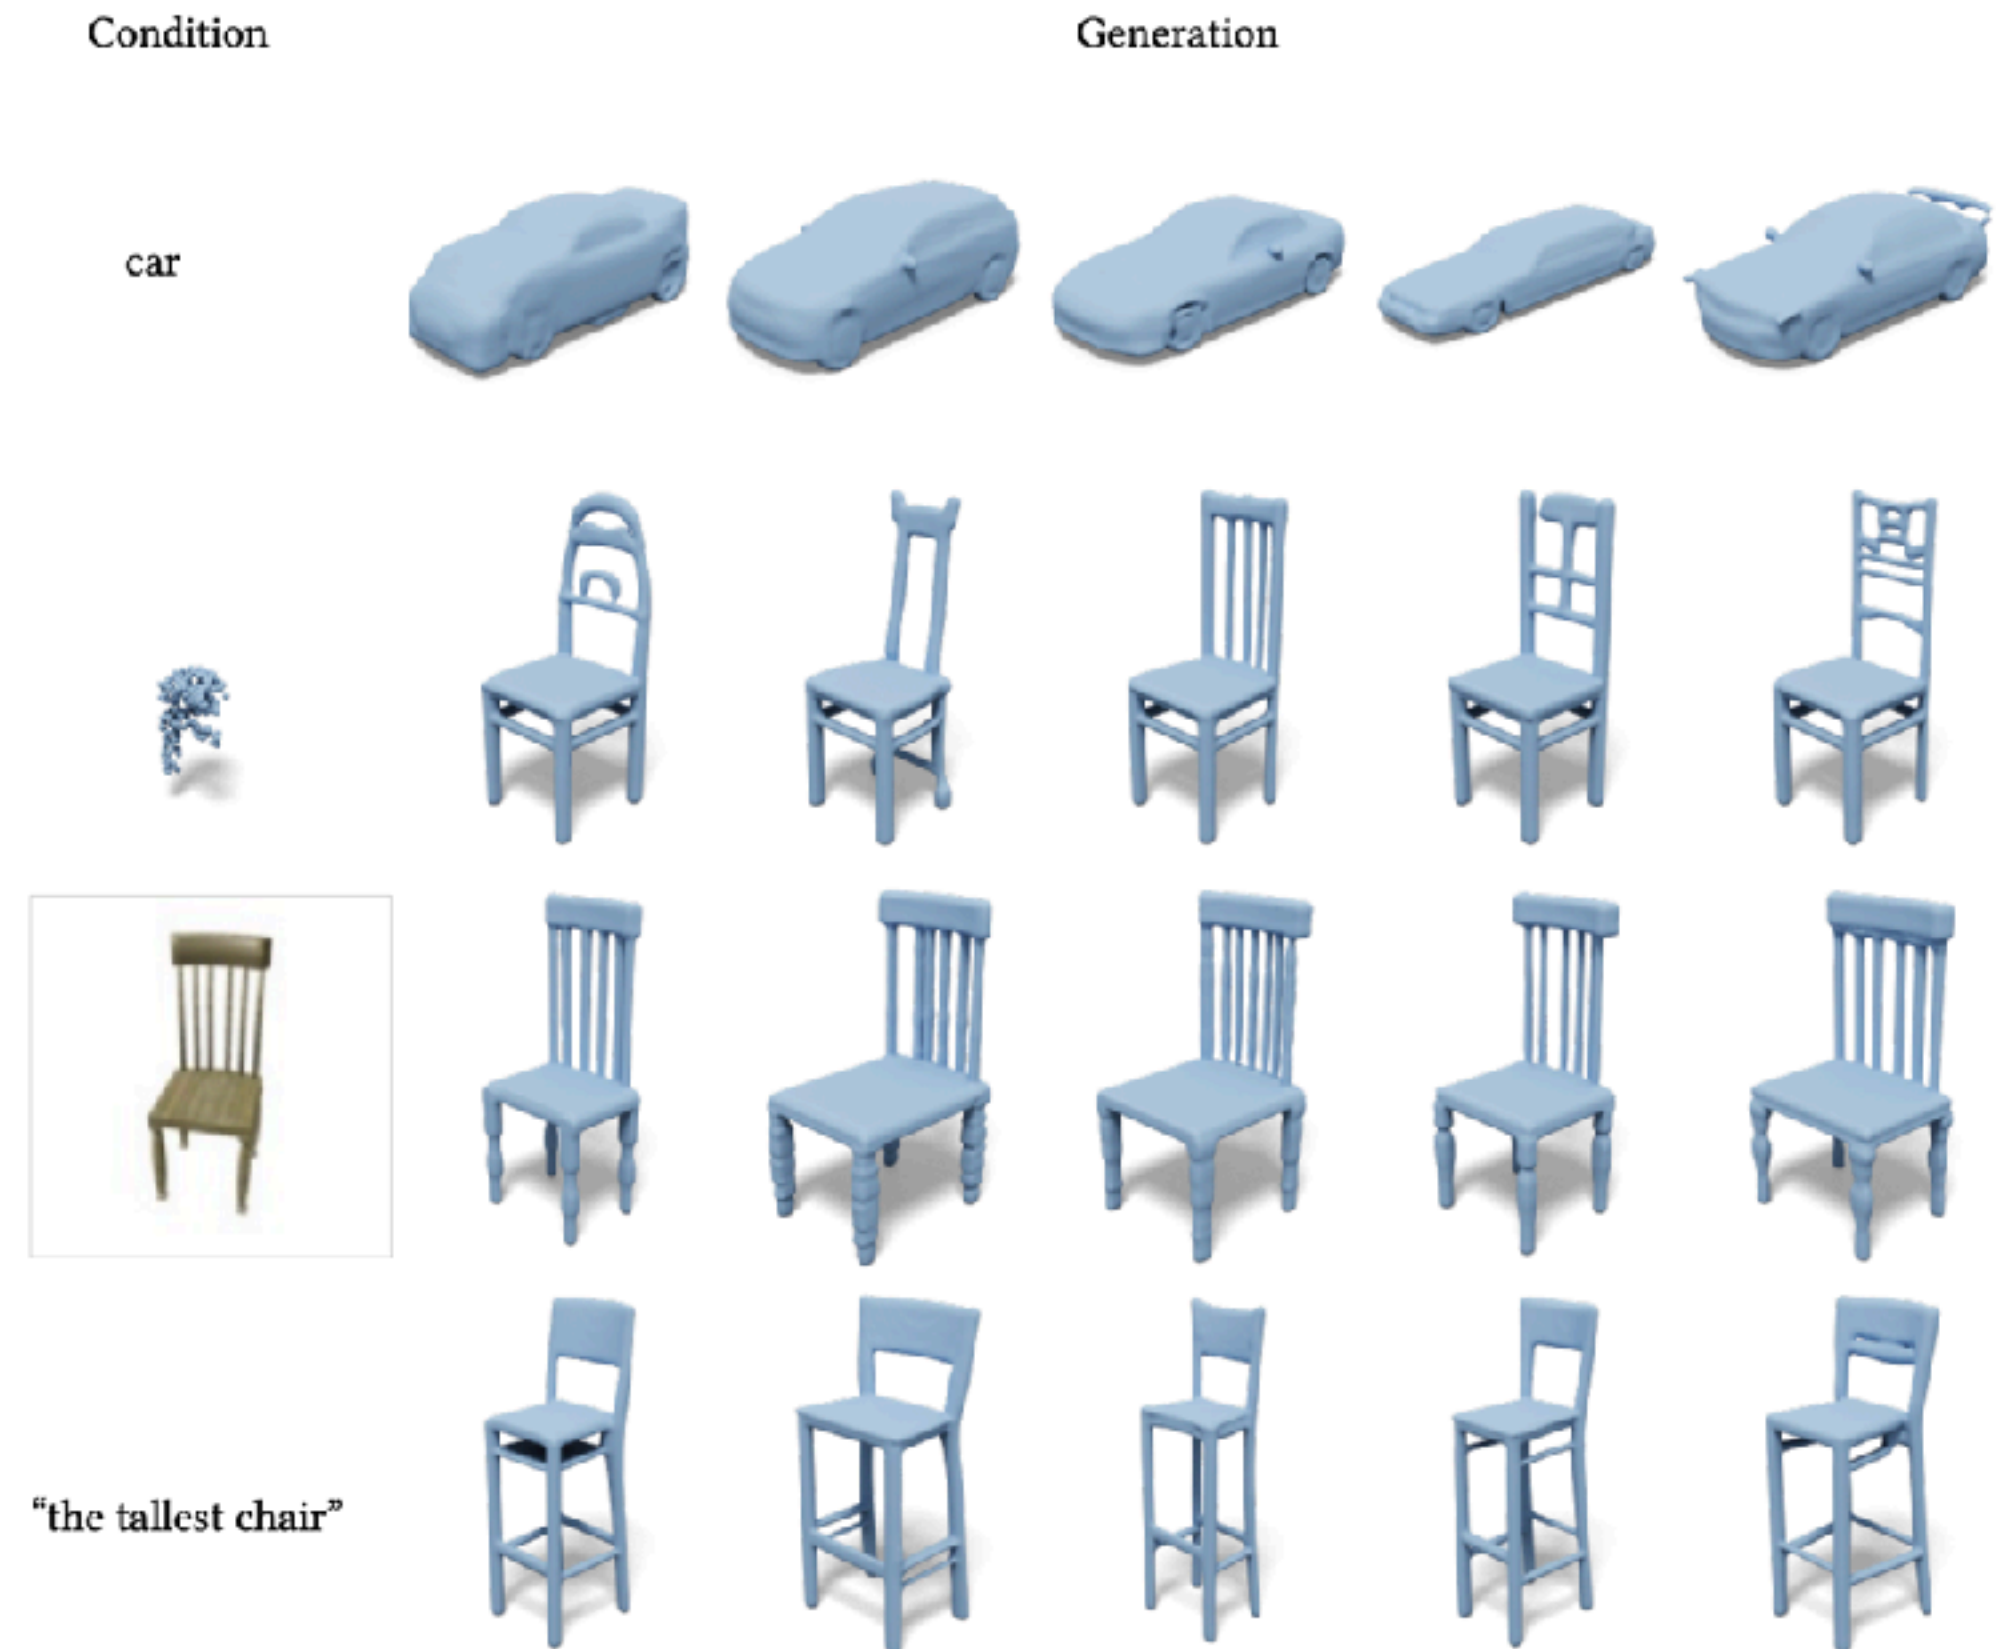 Condition
Generation
car
“the tallest chair”